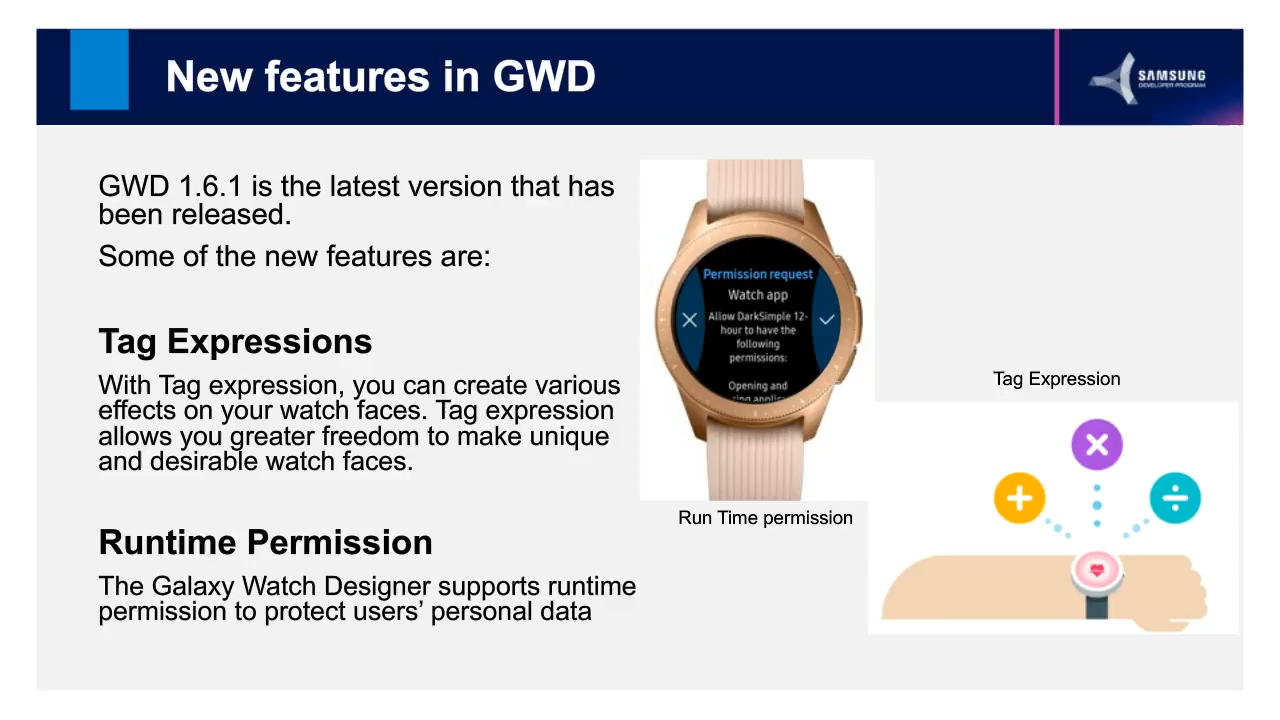 New features in GWD
SAMSUNG
DEVELOPER PROGRAM
GWD 1.6.1 is the latest version that has
been released.
Some of the new features are:
Tag Expressions
With Tag expression, you can create various
effects on your watch faces. Tag expression
allows you greater freedom to make unique
and desirable watch faces.
Runtime Permission
The Galaxy Watch Designer supports runtime
permission to protect users’ personal data
Permission request
Watch app
Allow DarkSimple 12-
hour to have the
following
permissions:
Opening and
Run Time permission
Tag Expression